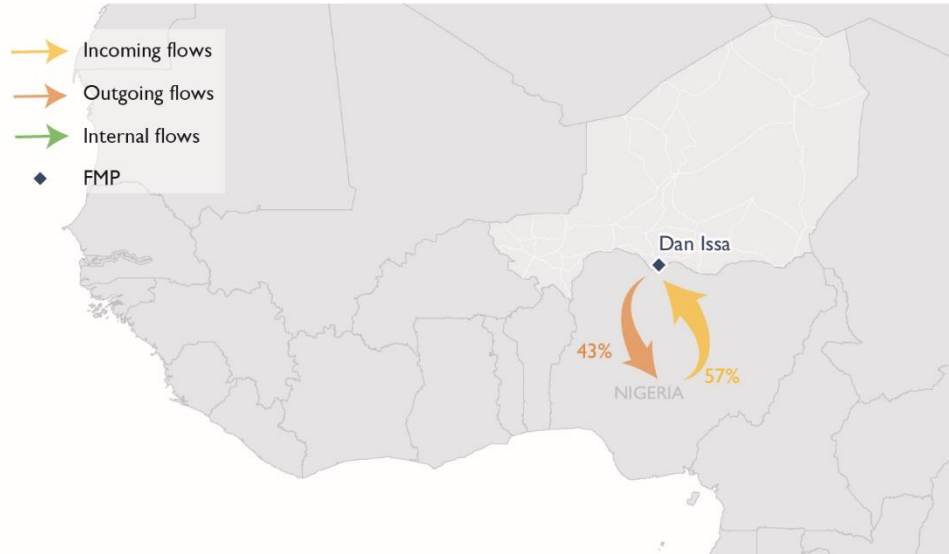 Incoming flows
Outgoing flows
Internal flows
FMP
Dan Issa
43%
57%
NIGERIA